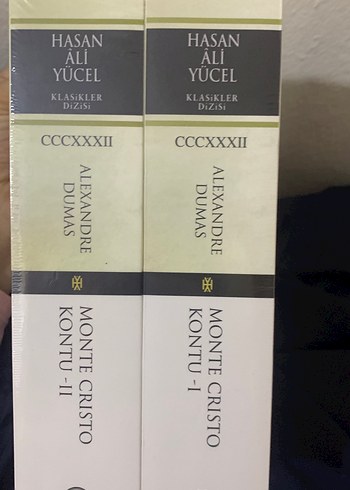 HASAN
ÂLİ
YÜCEL
KLASİKLER
DİZİSİ
CCCXXXII
ALEXANDRE
DUMAS
MONTE CRISTO
KONTU -II
HASAN
ÂLİ
YÜCEL
KLASİKLER
DİZİSİ
CCCXXXII
ALEXANDRE
DUMAS
MONTE CRISTO
KONTU -I